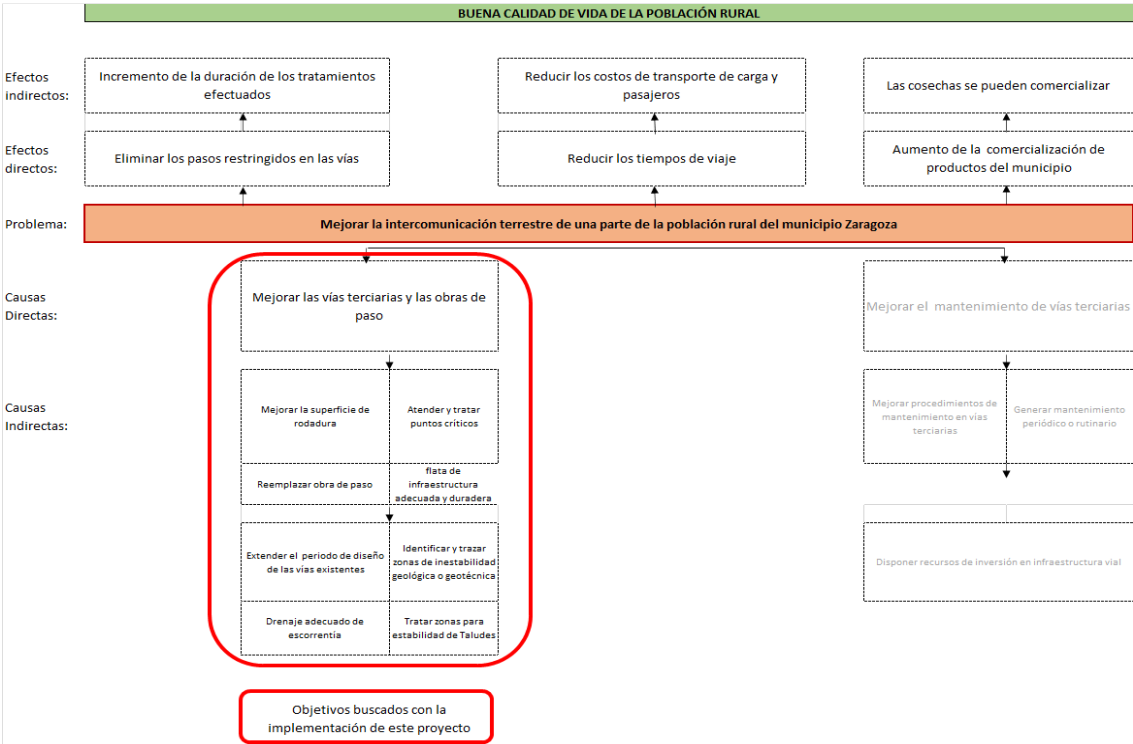 BUENA CALIDAD DE VIDA DE LA POBLACIÓN RURAL
Efectos
indirectos:
Incremento de la duración de los tratamientos
efectuados
Reducir los costos de transporte de carga y
pasajeros
Las cosechas se pueden comercializar
Efectos
directos:
Eliminar los pasos restringidos en las vías
Reducir los tiempos de viaje
Aumento de la comercialización de
productos del municipio
Problema:
Mejorar la intercomunicación terrestre de una parte de la población rural del municipio Zaragoza
Causas
Directas:
Mejorar las vías terciarias y las obras de
paso
Mejorar el mantenimiento de vías terciarias
Causas
Indirectas:
Mejorar la superficie de
rodadura
Atender y tratar
puntos críticos
Mejorar procedimientos de
mantenimiento en vías
terciarias
Generar mantenimiento
periódico o rutinario
Reemplazar obra de paso
flata de
infraestructura
adecuada y duradera
Extender el periodo de diseño
de las vías existentes
Identificar y trazar
zonas de inestabilidad
geológica o geotécnica
Disponer recursos de inversión en infraestructura vial
Drenaje adecuado de
escorrentía
Tratar zonas para
estabilidad de Taludes
Objetivos buscados con la
implementación de este proyecto